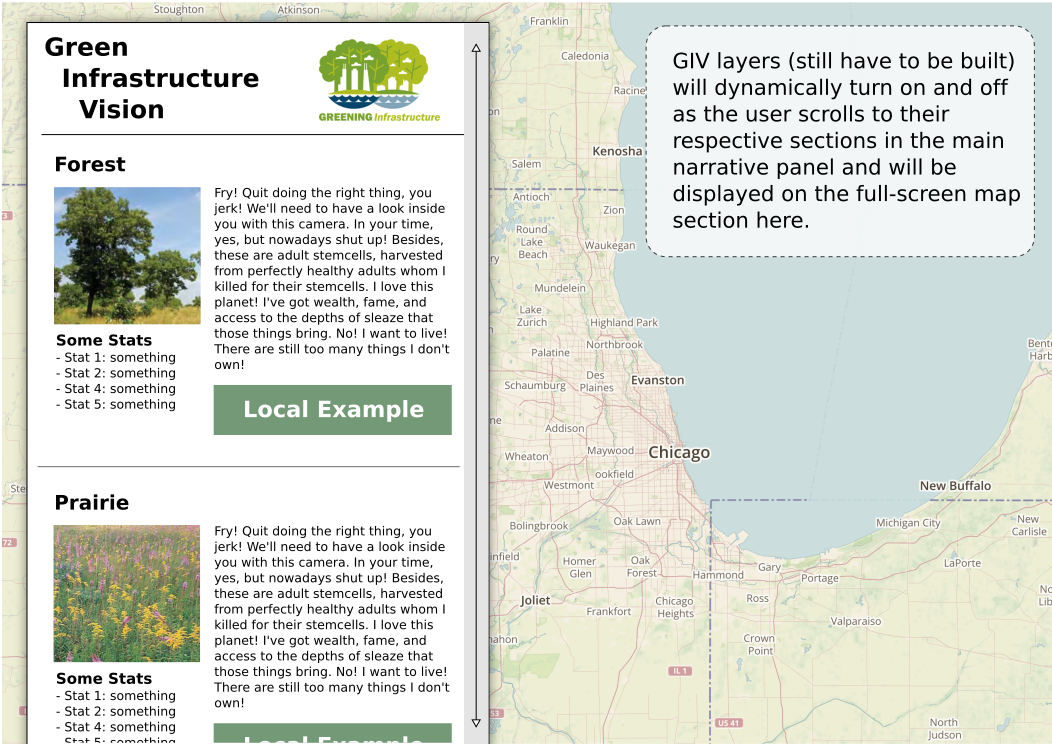 Green
Infrastructure
Vision
GREENING Infrastructure
Forest
Fry! Quit doing the right thing, you
jerk! We'll need to have a look inside
you with this camera. In your time,
yes, but nowadays shut up! Besides,
these are adult stemcells, harvested
from perfectly healthy adults whom I
killed for their stemcells. I love this
planet! I've got wealth, fame, and
access to the depths of sleaze that
those things bring. No! I want to live!
There are still too many things I don't
own!
Some Stats
- Stat 1: something
- Stat 2: something
- Stat 4: something
- Stat 5: something
Local Example
Prairie
Fry! Quit doing the right thing, you
jerk! We'll need to have a look inside
you with this camera. In your time,
yes, but nowadays shut up! Besides,
these are adult stemcells, harvested
from perfectly healthy adults whom I
killed for their stemcells. I love this
planet! I've got wealth, fame, and
access to the depths of sleaze that
those things bring. No! I want to live!
There are still too many things I don't
own!
Some Stats
- Stat 1: something
- Stat 2: something
- Stat 4: something
- Stat 5: something
Local Example
GIV layers (still have to be built)
will dynamically turn on and off
as the user scrolls to their
respective sections in the main
narrative panel and will be
displayed on the full-screen map
section here.
Stoughton
Atkinson
Franklin
Caledonia
Racine
Kenosha
Salem
Antioch
Zion
Round
Lake
Beach
Waukegan
Mundelein
Lake
Zurich
Highland Park
Northbrook
Palatine
Evanston
Des
Plaines
Schaumburg
Addison
Maywood
Chicago
Wheaton
ookfield
Westmont
Oak Lawn
Bolingbrook
infield
Homer
Glen
Oak
Forest
Hammond
Gary
Portage
Michigan City
New Buffalo
New
Carlisle
LaPorte
Joliet
Frankfort
Chicago
Heights
Ross
Valparaiso
Crown
Point
mahon
IL 1
US 41
53
72
3
North
Judson
Bento
Harb
Ste
No
Lib
ne
ry